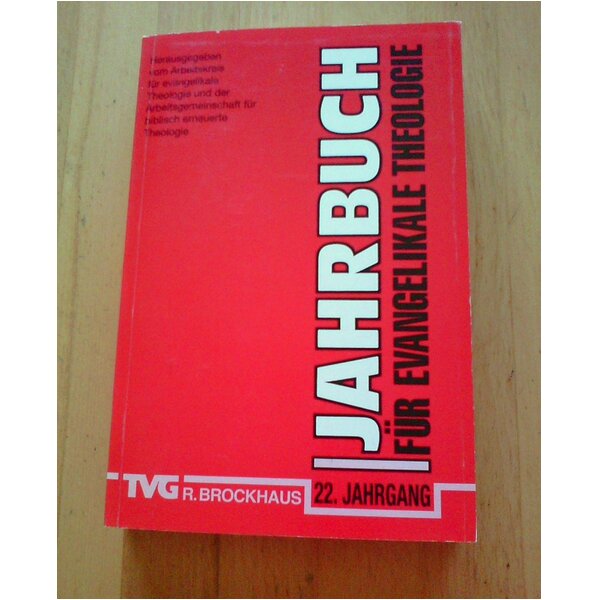 Herausgegeben
vom Arbeitskreis
für evangelikale
Theologie und der
Arbeitsgemeinschaft für
biblisch erneuerte
Theologie
JAHRBUCH
FÜR EVANGELIKALE THEOLOGIE
TVG R. BROCKHAUS
22. JAHRGANG